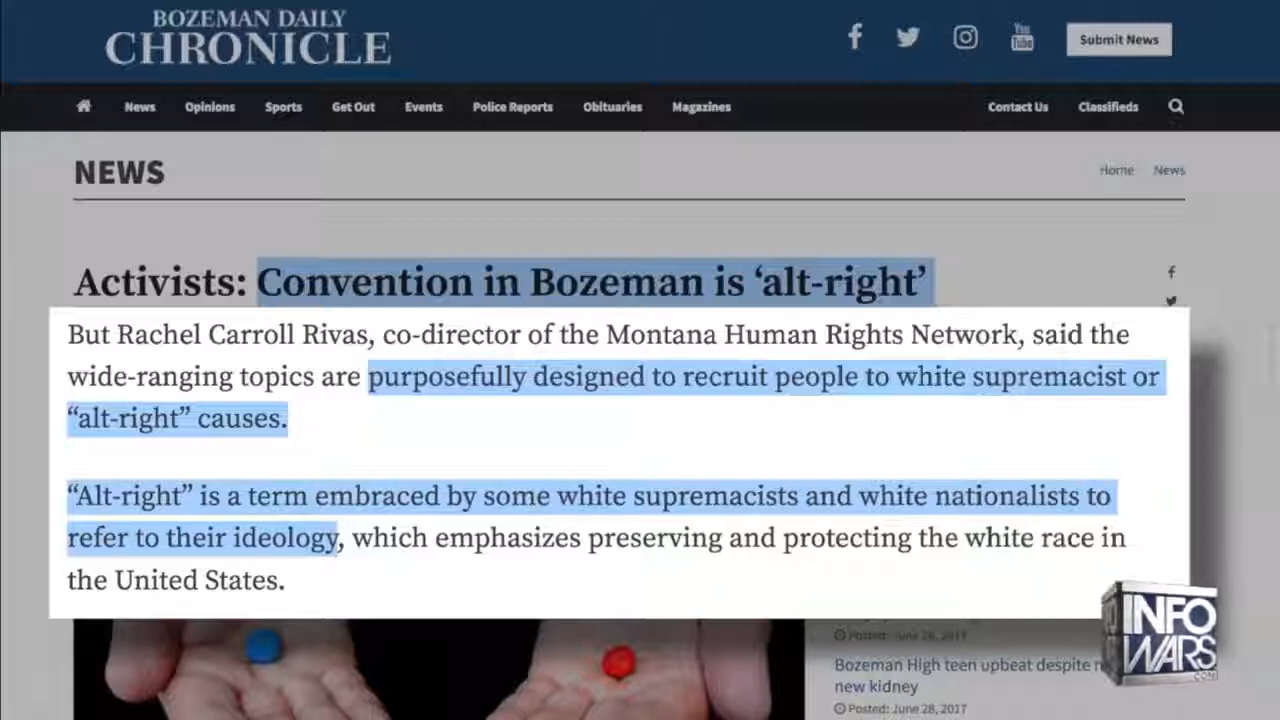 BOZEMAN DAILY
CHRONICLE
You
Tube
Submit News
News Opinions Sports Get Out Events Police Reports Obituaries Magazines Contact Us Classifieds
NEWS
Home News
Activists: Convention in Bozeman is ‘alt-right’
But Rachel Carroll Rivas, co-director of the Montana Human Rights Network, said the
wide-ranging topics are purposefully designed to recruit people to white supremacist or
“alt-right” causes.
“Alt-right” is a term embraced by some white supremacists and white nationalists to
refer to their ideology, which emphasizes preserving and protecting the white race in
the United States.
Posted: June 28, 2017
Bozeman High teen upbeat despite
new kidney
Posted: June 28, 2017
INFO
WARS
.COM